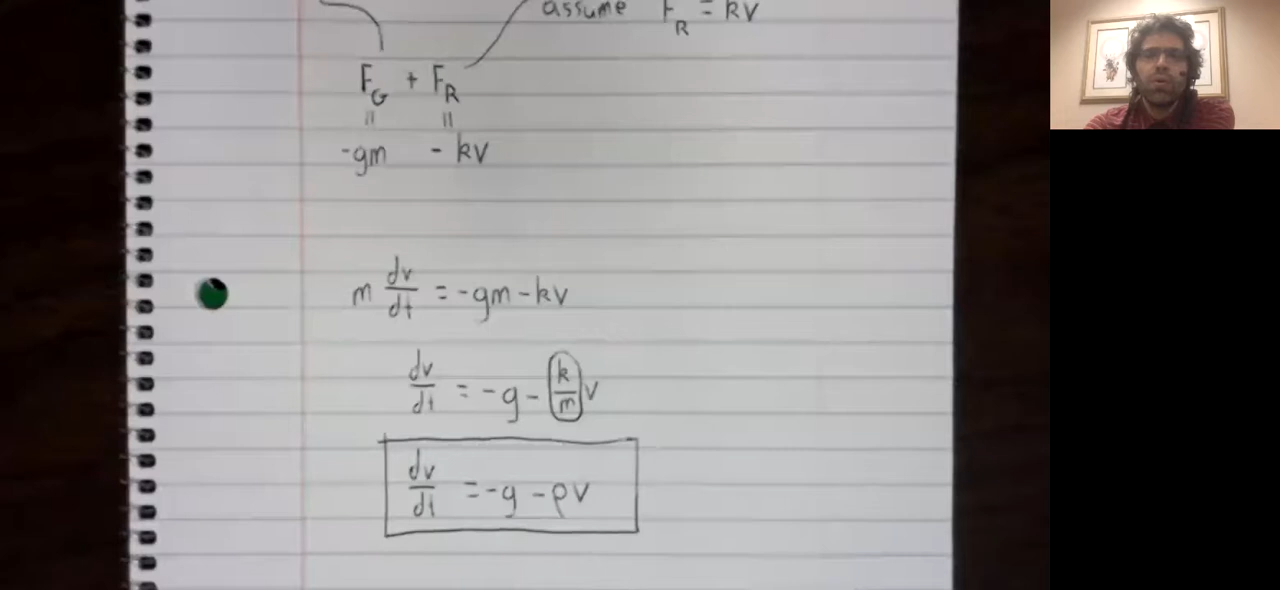 assume F_R = kv
F_G + F_R
= =
-gm - kv
m dv/dt = -gm - kv
dv/dt = -g - k/m v
dv/dt = -g - ρv